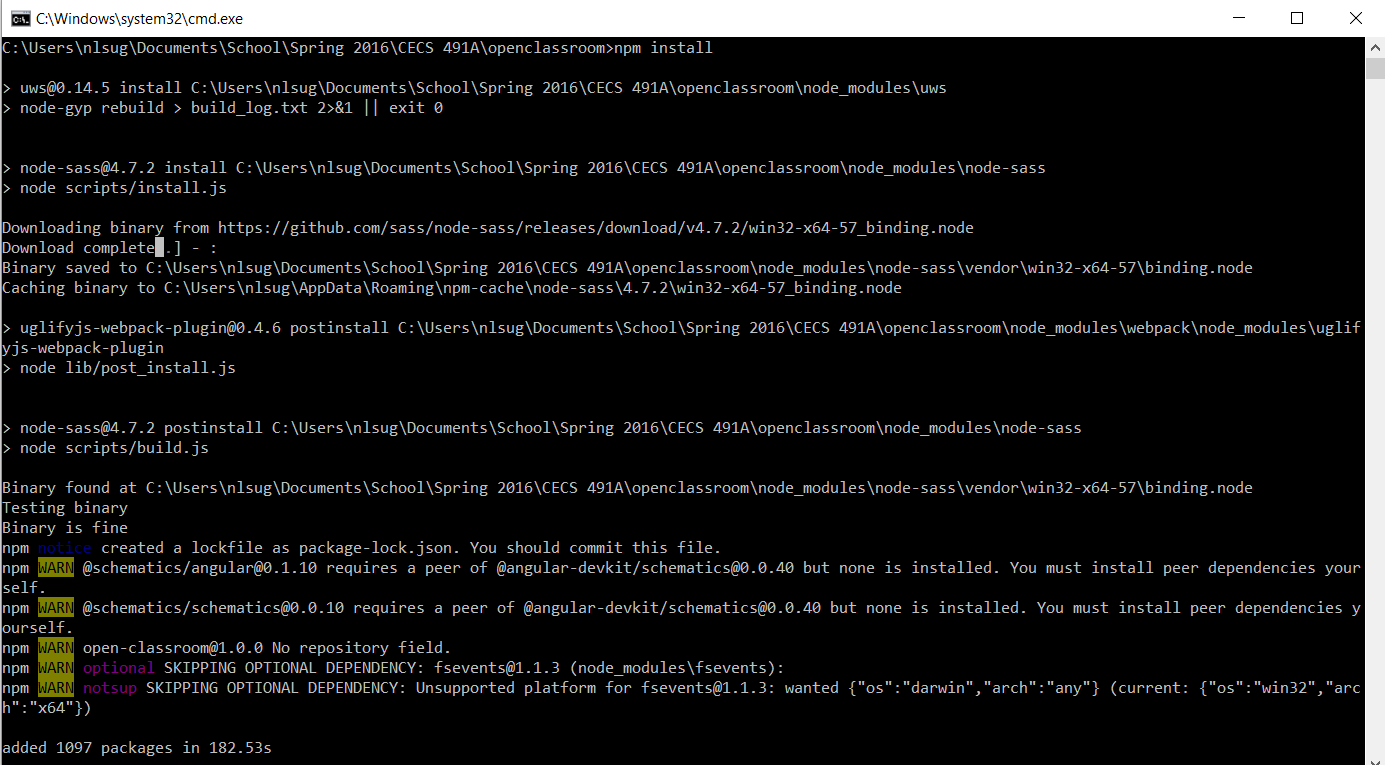 C:\Windows\system32\cmd.exe
C:\Users\nlsug\Documents\School\Spring 2016\CECS 491A\openclassroom>npm install
> uws@0.14.5 install C:\Users\nlsug\Documents\School\Spring 2016\CECS 491A\openclassroom\node_modules\uws
> node-gyp rebuild > build_log.txt 2>&1 || exit 0
> node-sass@4.7.2 install C:\Users\nlsug\Documents\School\Spring 2016\CECS 491A\openclassroom\node_modules\node-sass
> node scripts/install.js
Downloading binary from https://github.com/sass/node-sass/releases/download/v4.7.2/win32-x64-57_binding.node
Download complete .] - :
Binary saved to C:\Users\nlsug\Documents\School\Spring 2016\CECS 491A\openclassroom\node_modules\node-sass\vendor\win32-x64-57\binding.node
Caching binary to C:\Users\nlsug\AppData\Roaming\npm-cache\node-sass\4.7.2\win32-x64-57_binding.node
> uglifyjs-webpack-plugin@0.4.6 postinstall C:\Users\nlsug\Documents\School\Spring 2016\CECS 491A\openclassroom\node_modules\webpack\node_modules\uglif
yjs-webpack-plugin
> node lib/post_install.js
> node-sass@4.7.2 postinstall C:\Users\nlsug\Documents\School\Spring 2016\CECS 491A\openclassroom\node_modules\node-sass
> node scripts/build.js
Binary found at C:\Users\nlsug\Documents\School\Spring 2016\CECS 491A\openclassroom\node_modules\node-sass\vendor\win32-x64-57\binding.node
Testing binary
Binary is fine
npm notice created a lockfile as package-lock.json. You should commit this file.
npm WARN @schematics/angular@0.1.10 requires a peer of @angular-devkit/schematics@0.0.40 but none is installed. You must install peer dependencies your
self.
npm WARN @schematics/schematics@0.0.10 requires a peer of @angular-devkit/schematics@0.0.40 but none is installed. You must install peer dependencies y
ourself.
npm WARN open-classroom@1.0.0 No repository field.
npm WARN optional SKIPPING OPTIONAL DEPENDENCY: fsevents@1.1.3 (node_modules\fsevents):
npm WARN notsup SKIPPING OPTIONAL DEPENDENCY: Unsupported platform for fsevents@1.1.3: wanted {"os":"darwin","arch":"any"} (current: {"os":"win32","arc
h":"x64"})
added 1097 packages in 182.53s